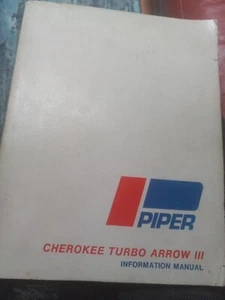 PIPER
CHEROKEE TURBO ARROW III
INFORMATION MANUAL